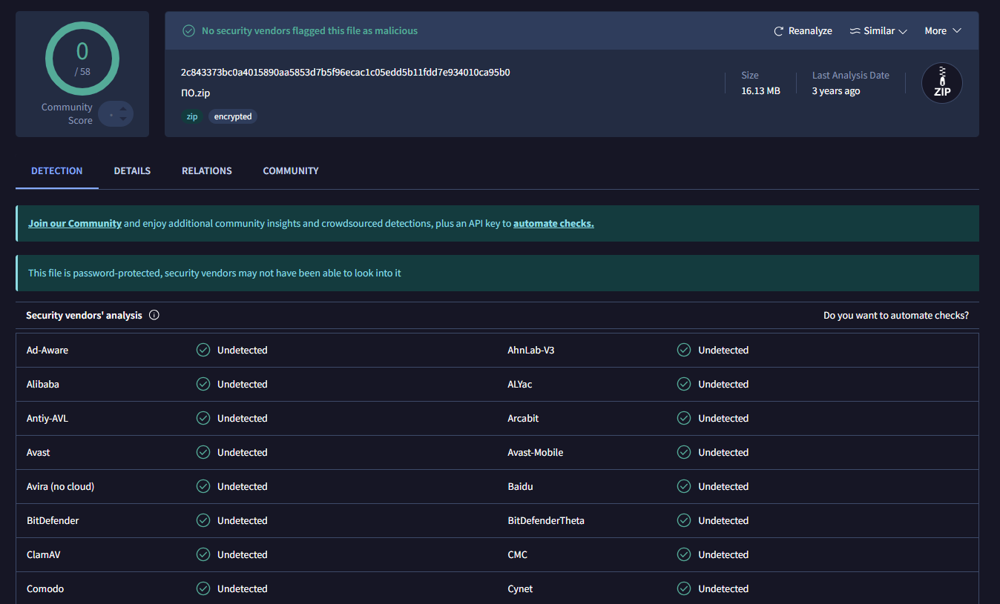 0
/ 58
Community
Score
No security vendors flagged this file as malicious
Reanalyze
Similar
More
2c843373bc0a4015890aa5853d7b5f96ecac1c05edd5b11fdd7e934010ca95b0
ПО.zip
zip
encrypted
Size
16.13 MB
Last Analysis Date
3 years ago
ZIP
DETECTION
DETAILS
RELATIONS
COMMUNITY
Join our Community and enjoy additional community insights and crowdsourced detections, plus an API key to automate checks.
This file is password-protected, security vendors may not have been able to look into it
Security vendors' analysis
Do you want to automate checks?
Ad-Aware Undetected AhnLab-V3 Undetected
Alibaba Undetected ALYac Undetected
Antiy-AVL Undetected Arcabit Undetected
Avast Undetected Avast-Mobile Undetected
Avira (no cloud) Undetected Baidu Undetected
BitDefender Undetected BitDefenderTheta Undetected
ClamAV Undetected CMC Undetected
Comodo Undetected Cynet Undetected